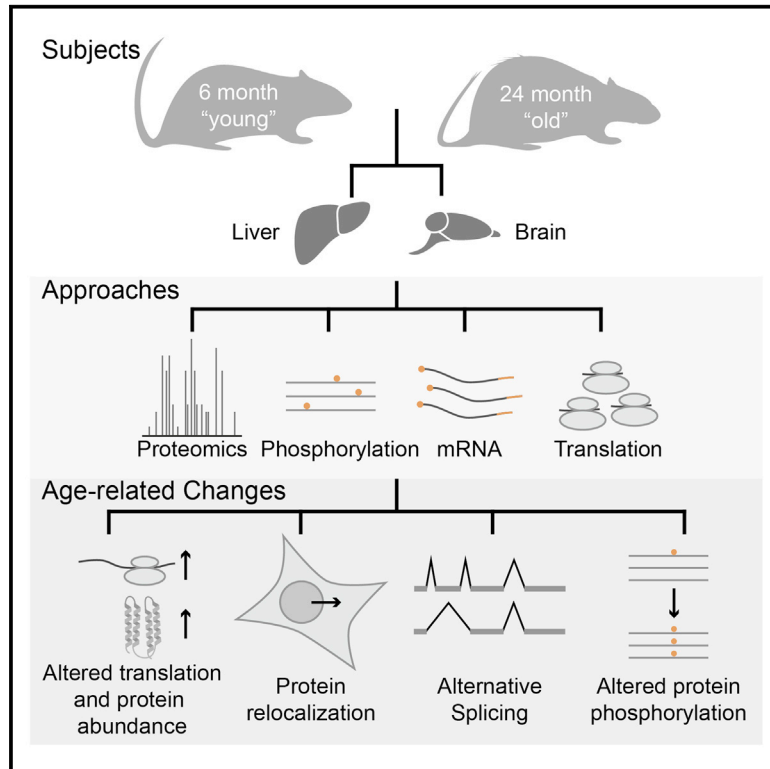 Subjects
6 month
“young”
24 month
“old”
Liver
Brain
Approaches
Proteomics
Phosphorylation
mRNA
Translation
Age-related Changes
Altered translation
and protein
abundance
Protein
relocalization
Alternative
Splicing
Altered protein
phosphorylation